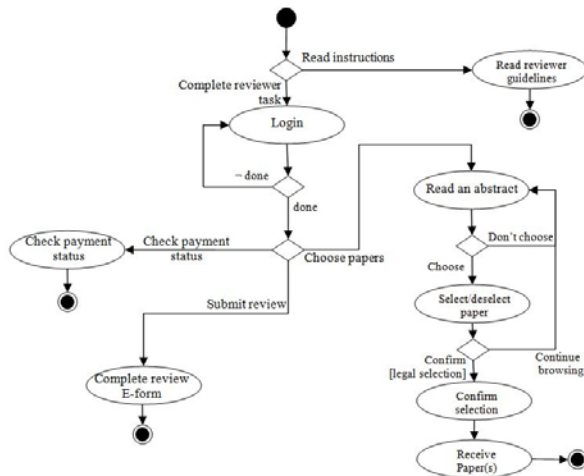 Read instructions
Read reviewer
guidelines
Complete reviewer
task
Login
¬ done
done
Read an abstract
Check payment
status
Check payment
status
Choose papers
Don't choose
Choose
Submit review
Select/deselect
paper
Complete review
E-form
Confirm
[legal selection]
Continue
browsing
Confirm
selection
Receive
Paper(s)